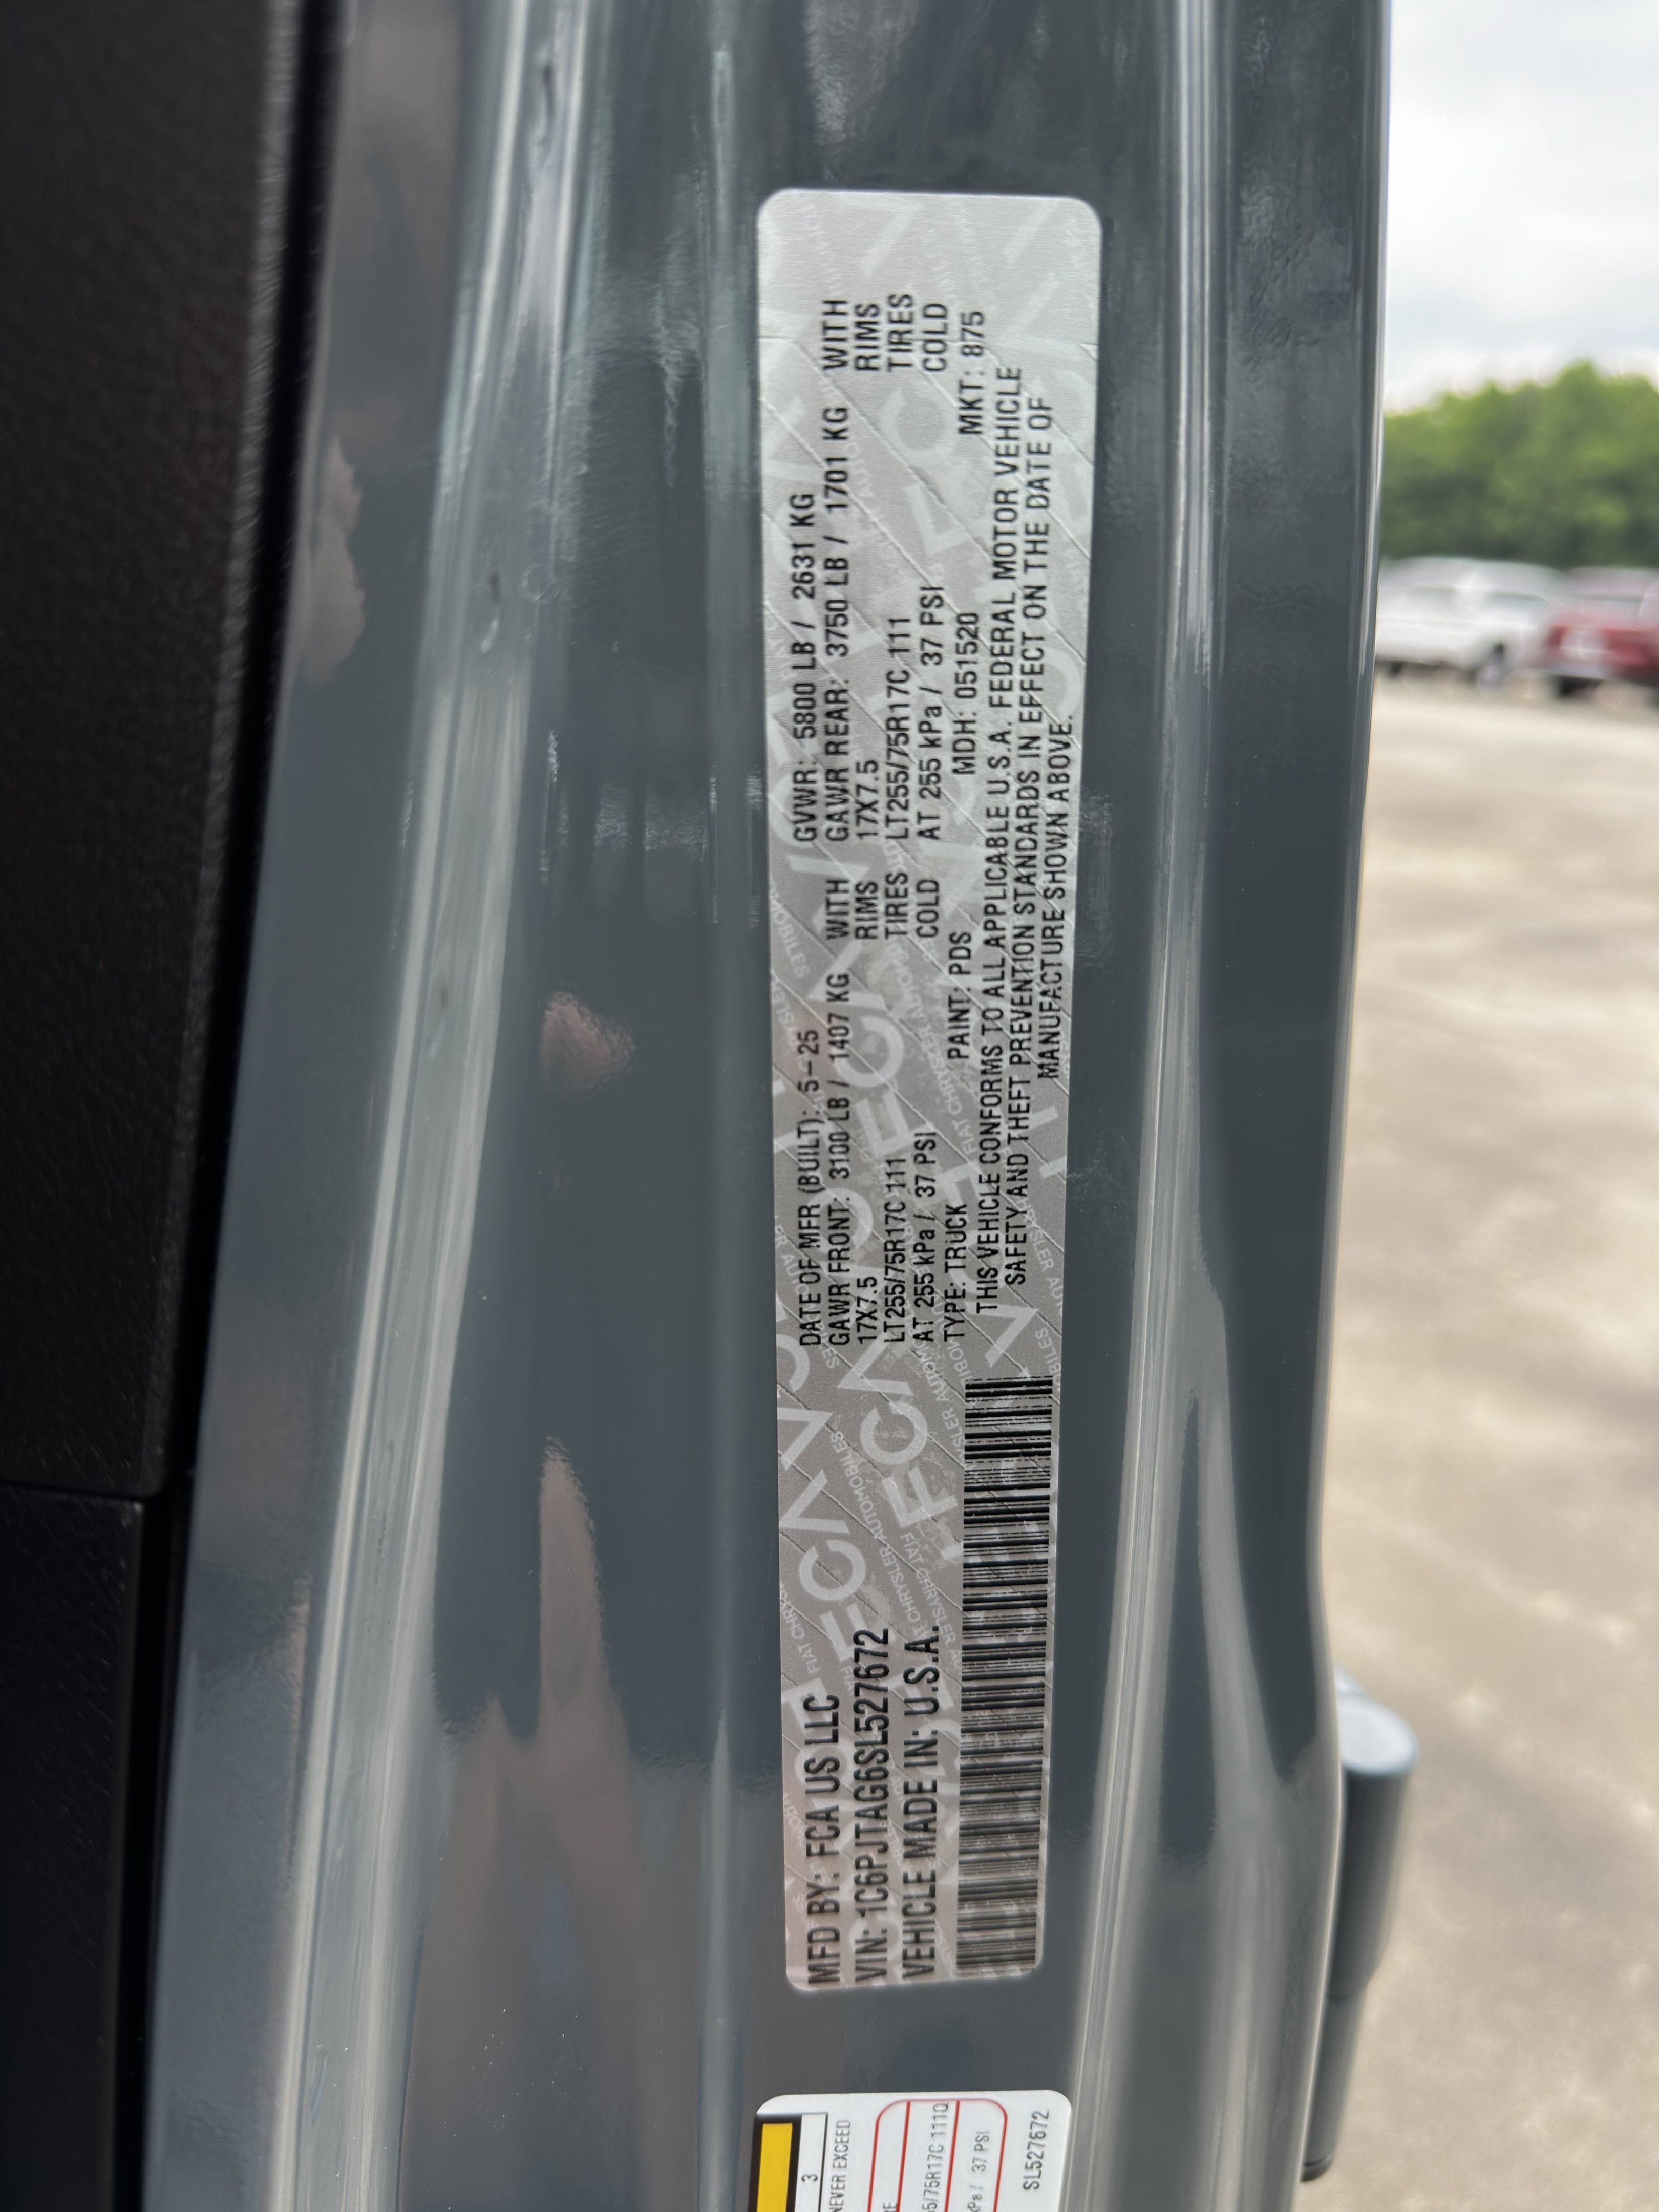 MFD BY: FCA US LLC
VIN: 1C6PJTAG6SL527672
VEHICLE MADE IN: U.S.A.
DATE OF MFR (BUILT): 5-25 GVWR: 5800 LB / 2631 KG
GAWR FRONT: 3100 LB / 1407 KG WITH GAWR REAR: 3750 LB / 1701 KG WITH
17X7.5 RIMS 17X7.5 RIMS
LT255/75R17C 111 TIRES LT255/75R17C 111 TIRES
AT 255 kPa / 37 PSI COLD AT 255 kPa / 37 PSI COLD
TYPE: TRUCK PAINT: PDS MDH: 051520 MKT: 875
THIS VEHICLE CONFORMS TO ALL APPLICABLE U.S.A. FEDERAL MOTOR VEHICLE
SAFETY AND THEFT PREVENTION STANDARDS IN EFFECT ON THE DATE OF
MANUFACTURE SHOWN ABOVE.
3
NEVER EXCEED
5/75R17C 111Q
37 PSI
SL527672